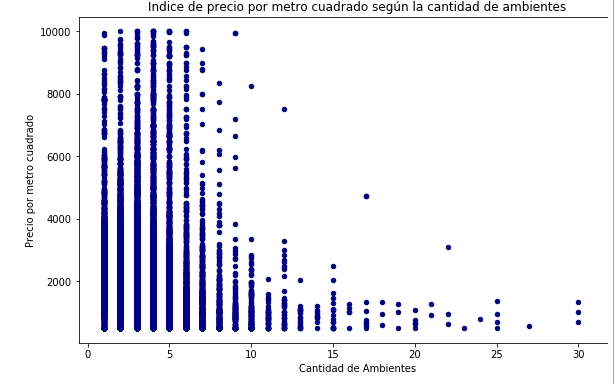 Indice de precio por metro cuadrado según la cantidad de ambientes
10000
8000
6000
4000
2000
Precio por metro cuadrado
0 5 10 15 20 25 30
Cantidad de Ambientes